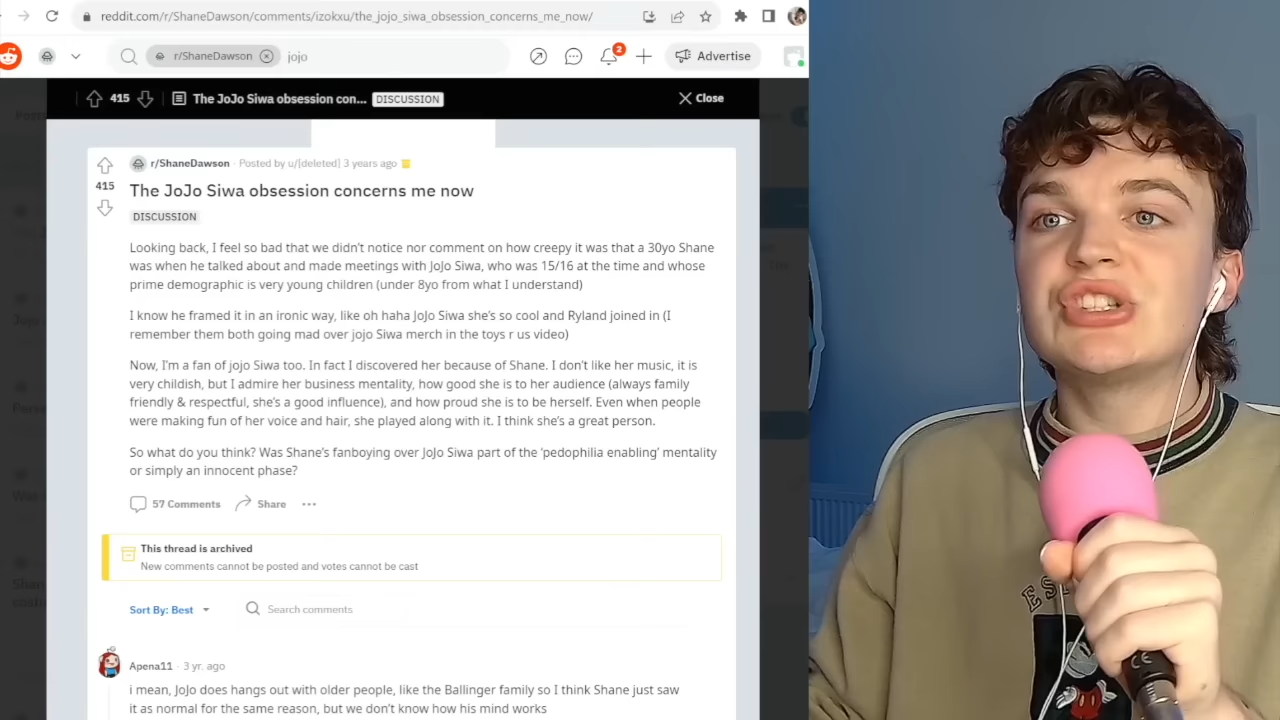 reddit.com/r/ShaneDawson/comments/izokxu/the_jojo_siwa_obsession_concerns_me_now/
r/ShaneDawson jojo 2 Advertise
415 The JoJo Siwa obsession con... DISCUSSION Close
r/ShaneDawson · Posted by u/[deleted] 3 years ago
415 The JoJo Siwa obsession concerns me now
DISCUSSION
Looking back, I feel so bad that we didn't notice nor comment on how creepy it was that a 30yo Shane
was when he talked about and made meetings with JoJo Siwa, who was 15/16 at the time and whose
prime demographic is very young children (under 8yo from what I understand)
I know he framed it in an ironic way, like oh haha JoJo Siwa she's so cool and Ryland joined in (I
remember them both going mad over jojo Siwa merch in the toys r us video)
Now, I'm a fan of jojo Siwa too. In fact I discovered her because of Shane. I don't like her music, it is
very childish, but I admire her business mentality, how good she is to her audience (always family
friendly & respectful, she's a good influence), and how proud she is to be herself. Even when people
were making fun of her voice and hair, she played along with it. I think she's a great person.
So what do you think? Was Shane's fanboying over JoJo Siwa part of the 'pedophilia enabling' mentality
or simply an innocent phase?
57 Comments Share ...
This thread is archived
New comments cannot be posted and votes cannot be cast
Sort By: Best Search comments
Apena11 · 3 yr. ago
i mean, JoJo does hangs out with older people, like the Ballinger family so I think Shane just saw
it as normal for the same reason, but we don't know how his mind works